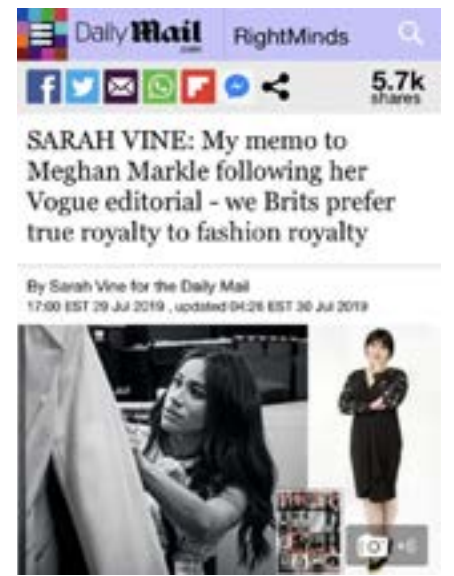 Daily Mail .com RightMinds
5.7k
shares
SARAH VINE: My memo to
Meghan Markle following her
Vogue editorial - we Brits prefer
true royalty to fashion royalty
By Sarah Vine for the Daily Mail
17:00 EST 29 Jul 2019 , updated 04:26 EST 30 Jul 2019
+6